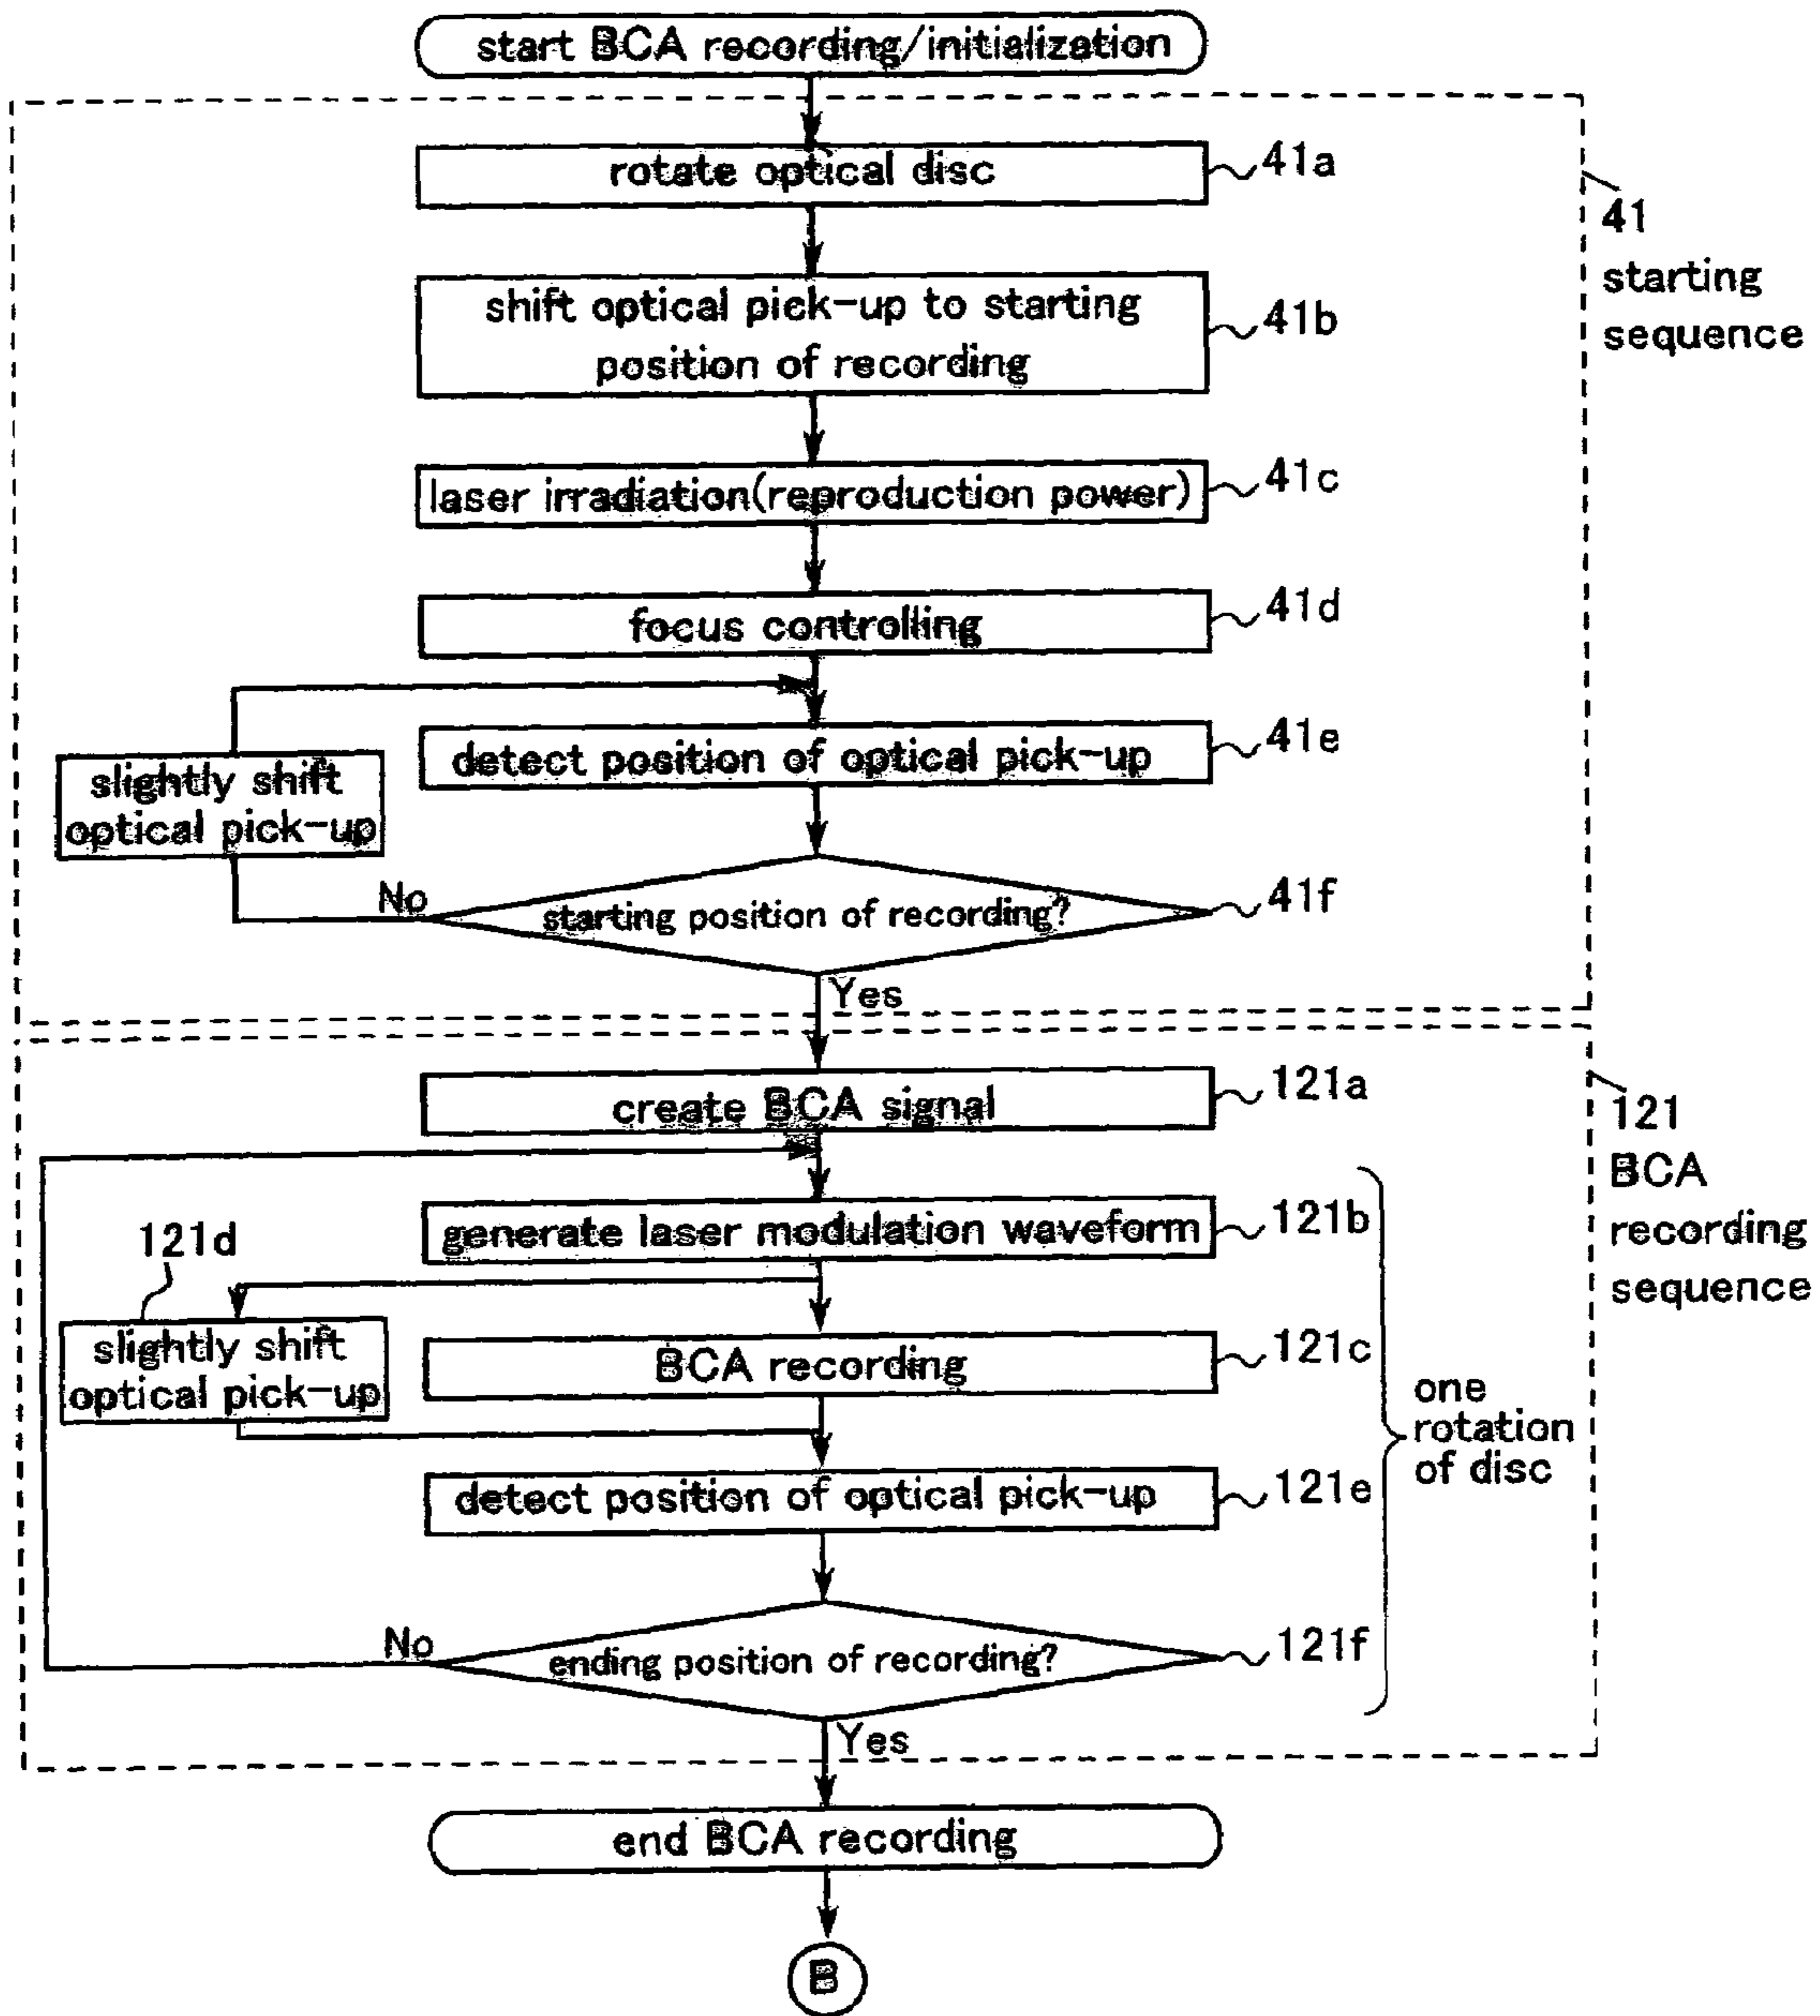 start BCA recording/initialization
rotate optical disc
41a
41
starting
sequence
shift optical pick-up to starting
position of recording
41b
laser irradiation(reproduction power)
41c
focus controlling
41d
detect position of optical pick-up
41e
slightly shift
optical pick-up
No
starting position of recording?
41f
Yes
create BCA signal
121a
121
BCA
recording
sequence
generate laser modulation waveform
121b
121d
slightly shift
optical pick-up
BCA recording
121c
one
rotation
of disc
detect position of optical pick-up
121e
No
ending position of recording?
121f
Yes
end BCA recording
B